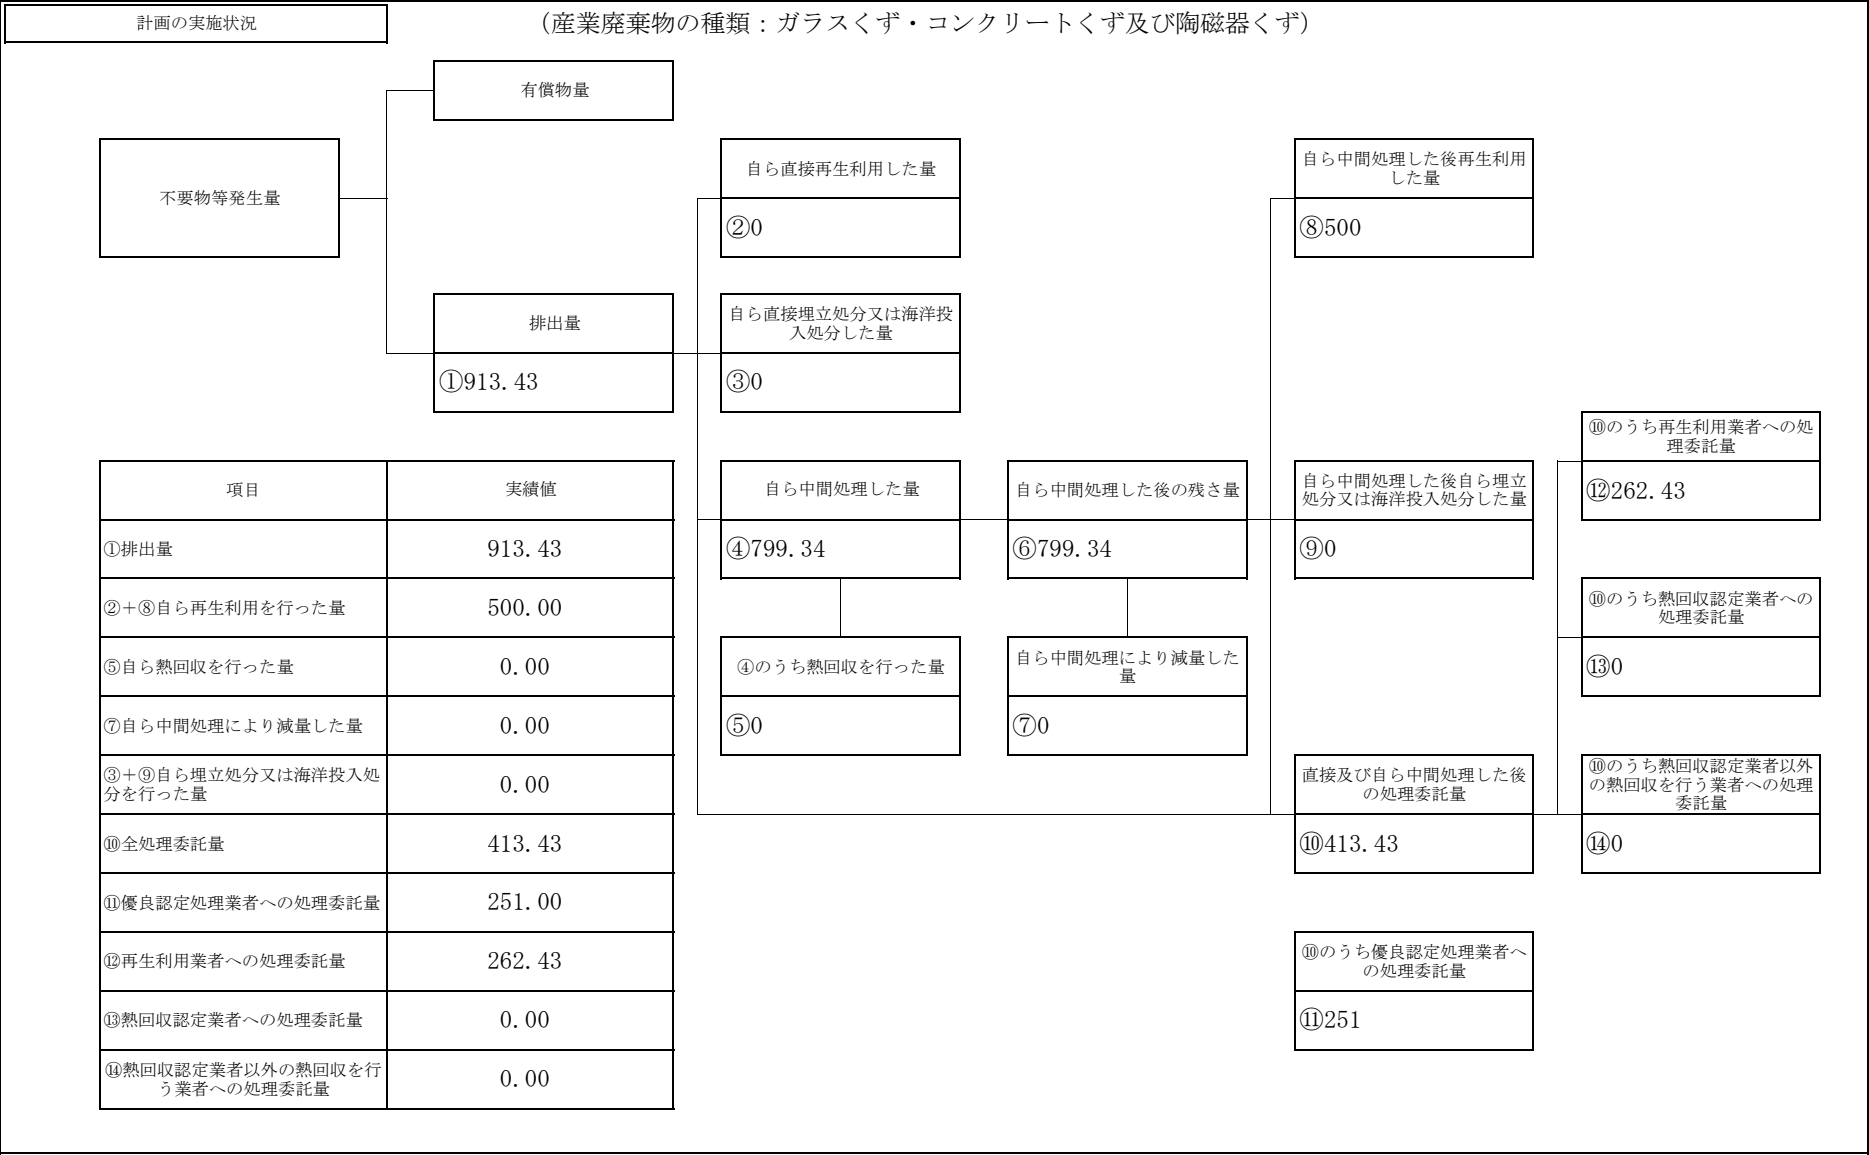 計画の実施状況
（産業廃棄物の種類：ガラスくず・コンクリートくず及び陶磁器くず）
有償物量
不要物等発生量
排出量
①913.43
自ら直接再生利用した量
②0
自ら直接埋立処分又は海洋投
入処分した量
③0
自ら中間処理した量
④799.34
④のうち熱回収を行った量
⑤0
自ら中間処理した後の残さ量
⑥799.34
自ら中間処理により減量した
量
⑦0
自ら中間処理した後再生利用
した量
⑧500
自ら中間処理した後自ら埋立
処分又は海洋投入処分した量
⑨0
直接及び自ら中間処理した後
の処理委託量
⑩413.43
⑩のうち優良認定処理業者へ
の処理委託量
⑪251
⑩のうち再生利用業者への処
理委託量
⑫262.43
⑩のうち熱回収認定業者への
処理委託量
⑬0
⑩のうち熱回収認定業者以外
の熱回収を行う業者への処理
委託量
⑭0
項目 実績値
①排出量 913.43
②＋⑧自ら再生利用を行った量 500.00
⑤自ら熱回収を行った量 0.00
⑦自ら中間処理により減量した量 0.00
③＋⑨自ら埋立処分又は海洋投入処
分を行った量 0.00
⑩全処理委託量 413.43
⑪優良認定処理業者への処理委託量 251.00
⑫再生利用業者への処理委託量 262.43
⑬熱回収認定業者への処理委託量 0.00
⑭熱回収認定業者以外の熱回収を行
う業者への処理委託量 0.00